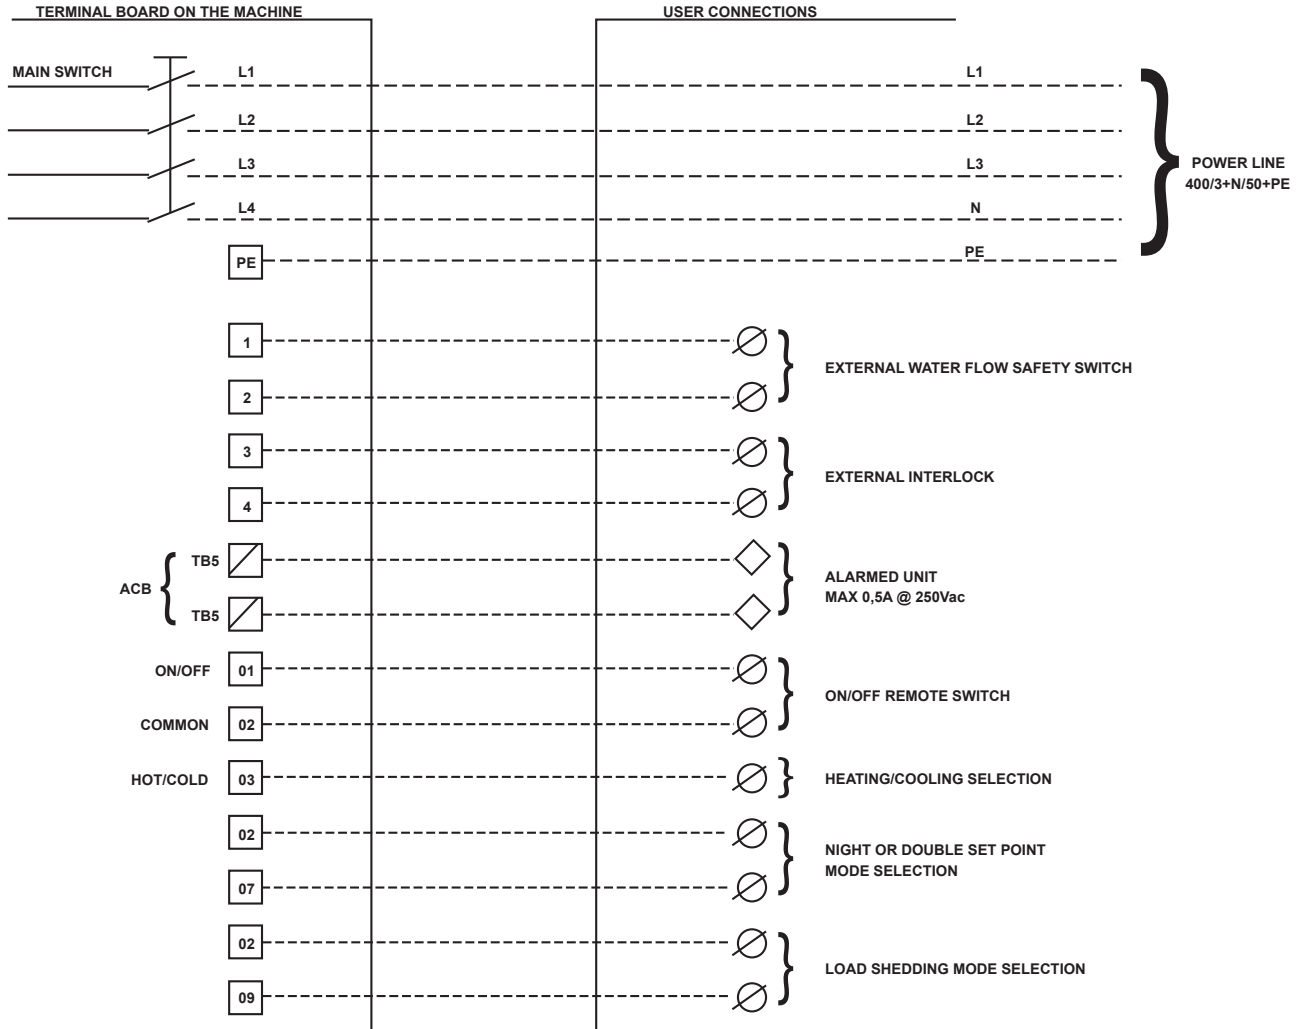 TERMINAL BOARD ON THE MACHINE
USER CONNECTIONS
MAIN SWITCH
L1
L1
L2
L2
L3
L3
L4
N
PE
PE
POWER LINE
400/3+N/50+PE
1
2
EXTERNAL WATER FLOW SAFETY SWITCH
3
4
EXTERNAL INTERLOCK
ACB
TB5
TB5
ALARMED UNIT
MAX 0,5A @ 250Vac
ON/OFF
01
COMMON
02
ON/OFF REMOTE SWITCH
HOT/COLD
03
HEATING/COOLING SELECTION
02
07
NIGHT OR DOUBLE SET POINT
MODE SELECTION
02
09
LOAD SHEDDING MODE SELECTION